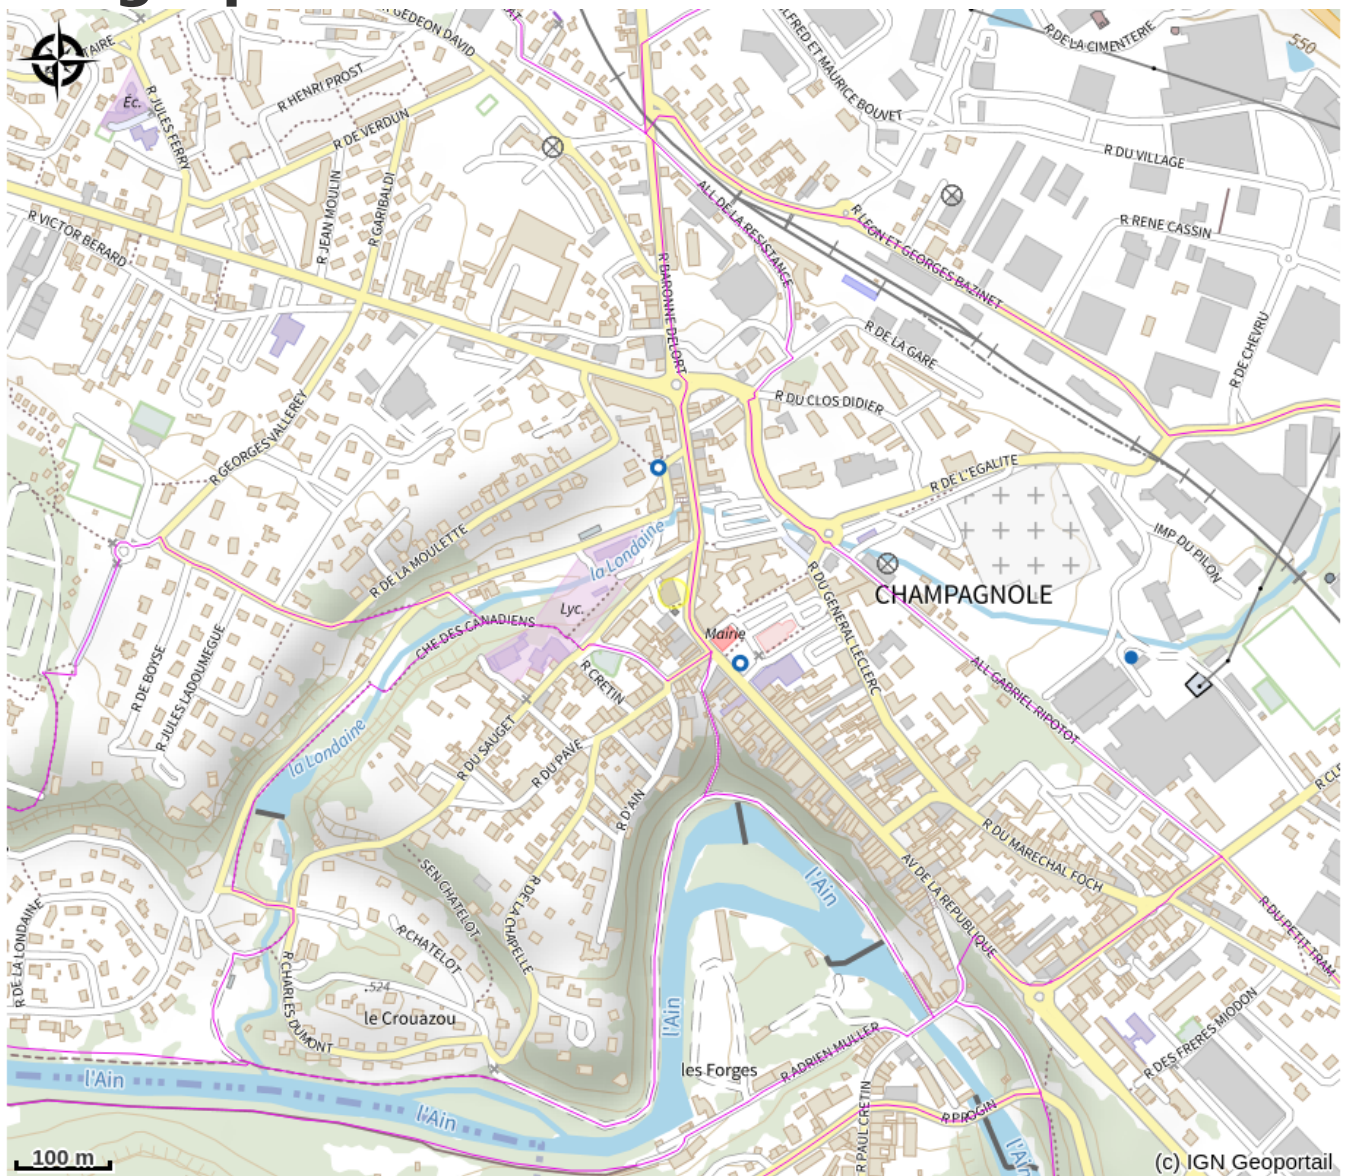 R GEDEON DAVID
R DE LA CIMENTERIE
550
R HENRI PROST
Éc.
R JULES FERRY
ALFRED ET MAURICE BOUVET
R DE VERDUN
R DU VILLAGE
R JEAN MOULIN
R GARIBALDI
ALL DE LA RESISTANCE
R VICTOR BERARD
R LEON ET GEORGES BAZINET
R RENE CASSIN
R BARONNE DELORT
R DE LA GARE
R DE CHEVRU
R DU CLOS DIDIER
R GEORGES VALLEREY
R DE L'EGALITE
R DE LA MOULETTE
la Londaine
IMP DU PILON
CHAMPAGNOLE
Lyc.
CHE DES CANADIENS
R DU GENERAL LECLERC
Mairie
R DE BOYSE
R JULES LADOUMEGUE
R CRETIN
ALL GABRIEL RIPOTOT
la Londaine
R DU SAUGET
R DU PAVE
R D'AIN
R CLE
R DU MARECHAL FOCH
SEN CHATELOT
l'Ain
AV DE LA REPUBLIQUE
R DE LA CHAPELLE
R DU PETIT TRAM
R DE LA LONDAINE
R CHATELOT
524
R CHARLES DUMONT
le Crouazou
l'Ain
R ADRIEN MULLER
les Forges
R DES FRERES MIODON
l'Ain
l'Ain
R PAUL CRETIN
R PROGIN
l'Ain
100 m
(c) IGN Geoportail